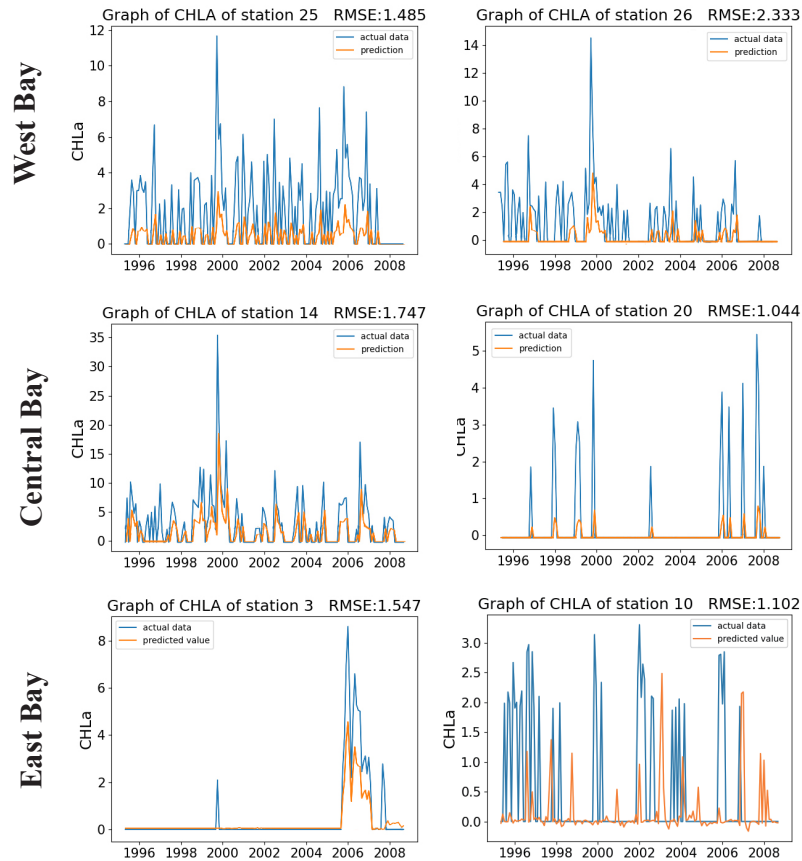 West Bay
Graph of CHLA of station 25 RMSE:1.485
actual data
prediction
CHLa
12
10
8
6
4
2
0
1996 1998 2000 2002 2004 2006 2008
Graph of CHLA of station 26 RMSE:2.333
actual data
prediction
CHLa
14
12
10
8
6
4
2
0
1996 1998 2000 2002 2004 2006 2008
Central Bay
Graph of CHLA of station 14 RMSE:1.747
actual data
prediction
CHLa
35
30
25
20
15
10
5
0
1996 1998 2000 2002 2004 2006 2008
Graph of CHLA of station 20 RMSE:1.044
actual data
prediction
CHLa
5
4
3
2
1
0
1996 1998 2000 2002 2004 2006 2008
East Bay
Graph of CHLA of station 3 RMSE:1.547
actual data
predicted value
CHLa
8
6
4
2
0
1996 1998 2000 2002 2004 2006 2008
Graph of CHLA of station 10 RMSE:1.102
actual data
predicted value
CHLa
3.0
2.5
2.0
1.5
1.0
0.5
0.0
1996 1998 2000 2002 2004 2006 2008